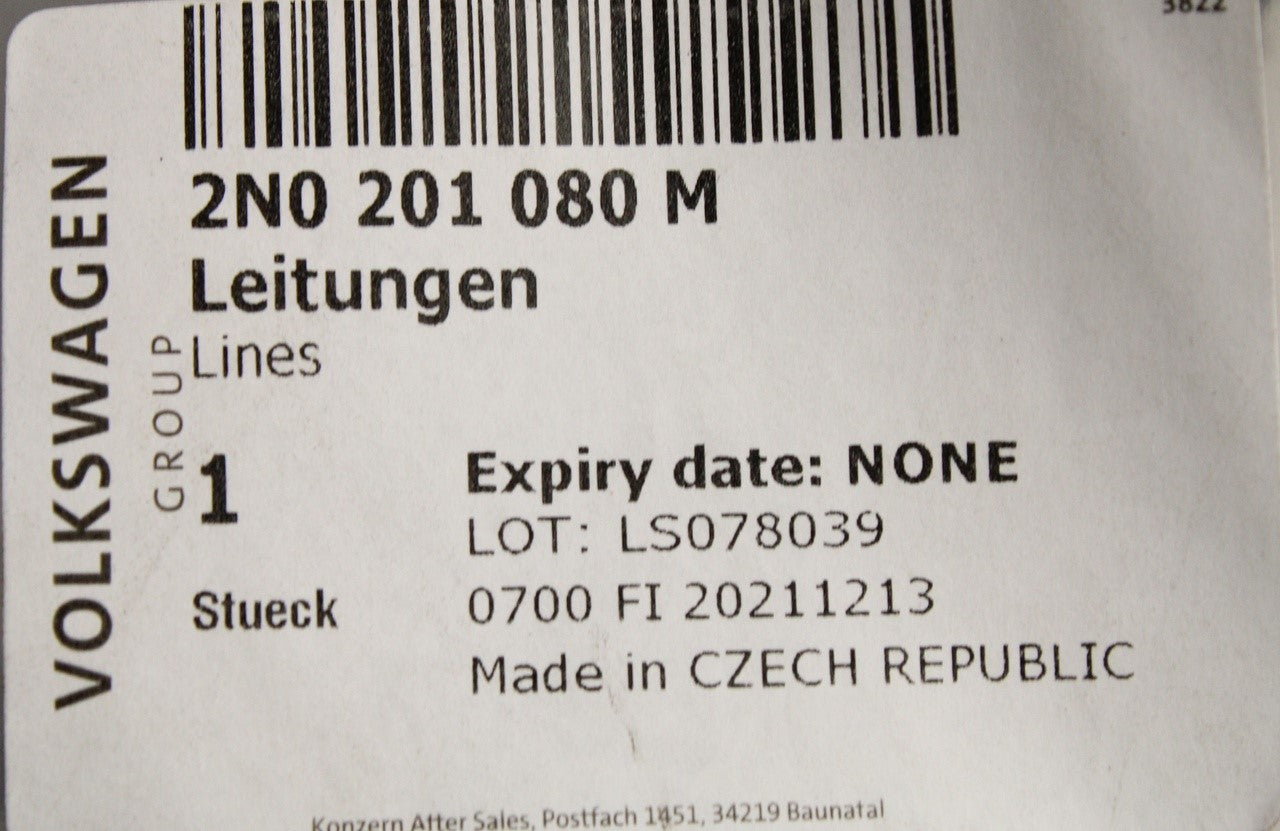 3822
2N0 201 080 M
Leitungen
Lines
VOLKSWAGEN
GROUP
1
Stueck
Expiry date: NONE
LOT: LS078039
0700 FI 20211213
Made in CZECH REPUBLIC
Konzern After Sales, Postfach 1451, 34219 Baunatal